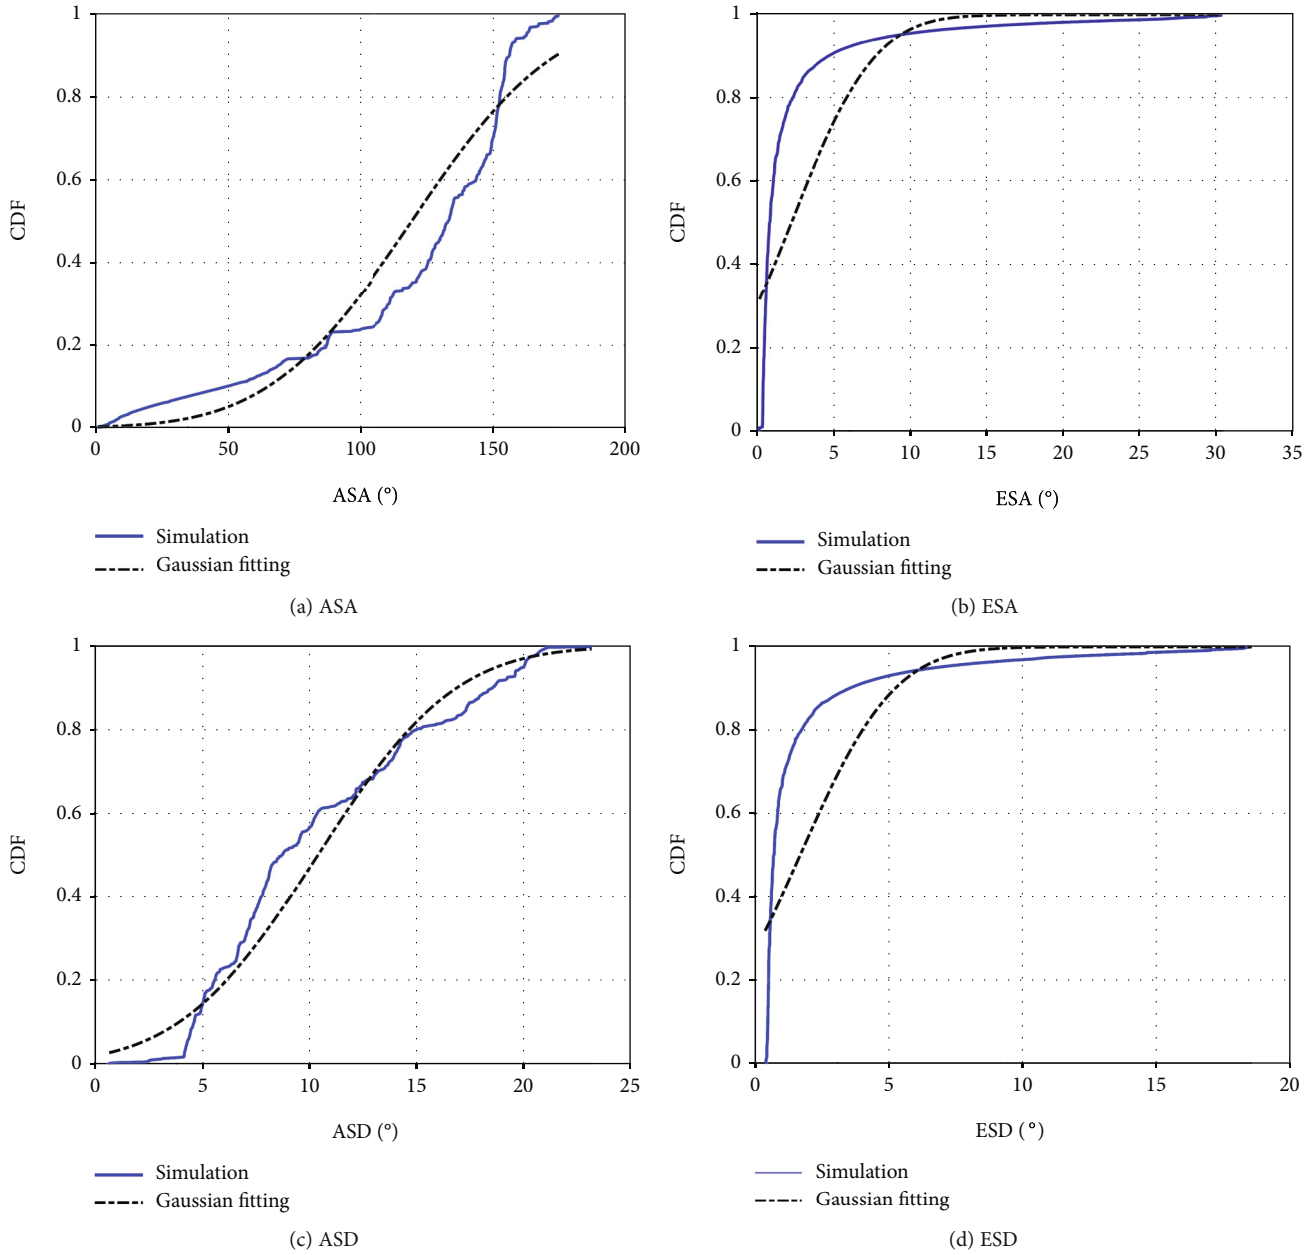 1
0.8
0.6
0.4
0.2
0
CDF
0 50 100 150 200
ASA (°)
Simulation
Gaussian fitting
(a) ASA
1
0.8
0.6
0.4
0.2
0
CDF
0 5 10 15 20 25 30 35
ESA (°)
Simulation
Gaussian fitting
(b) ESA
1
0.8
0.6
0.4
0.2
0
CDF
0 5 10 15 20 25
ASD (°)
Simulation
Gaussian fitting
(c) ASD
1
0.8
0.6
0.4
0.2
0
CDF
0 5 10 15 20
ESD (°)
Simulation
Gaussian fitting
(d) ESD